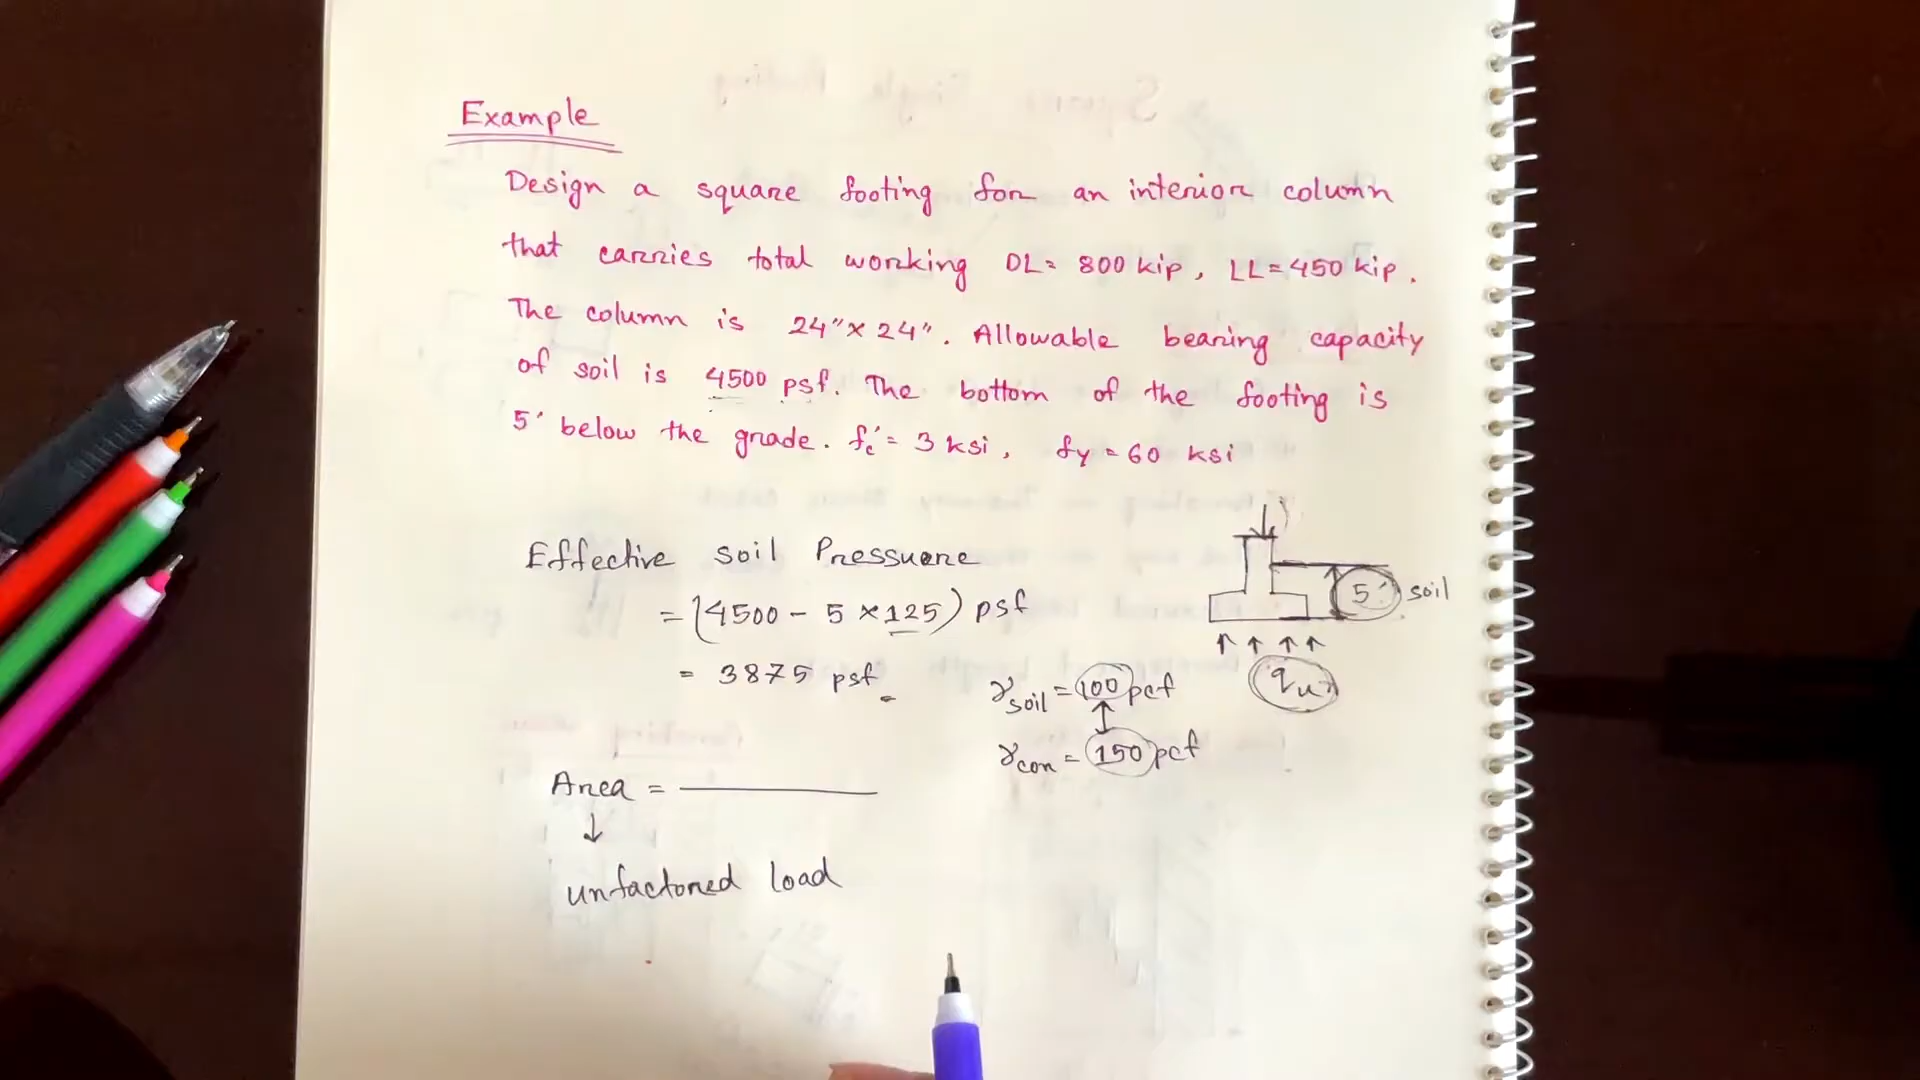 Example
Design a square footing for an interior column
that carries total working DL= 800 kip, LL=450 kip.
The column is 24"x 24". Allowable bearing capacity
of soil is 4500 psf. The bottom of the footing is
5' below the grade. fc'= 3 ksi, fy = 60 ksi
Effective soil Pressure
= (4500 - 5 ×125) psf
= 3875 psf
5' soil
qu
γsoil = 100 pcf
γcon = 150 pcf
Area =
↓
unfactored load